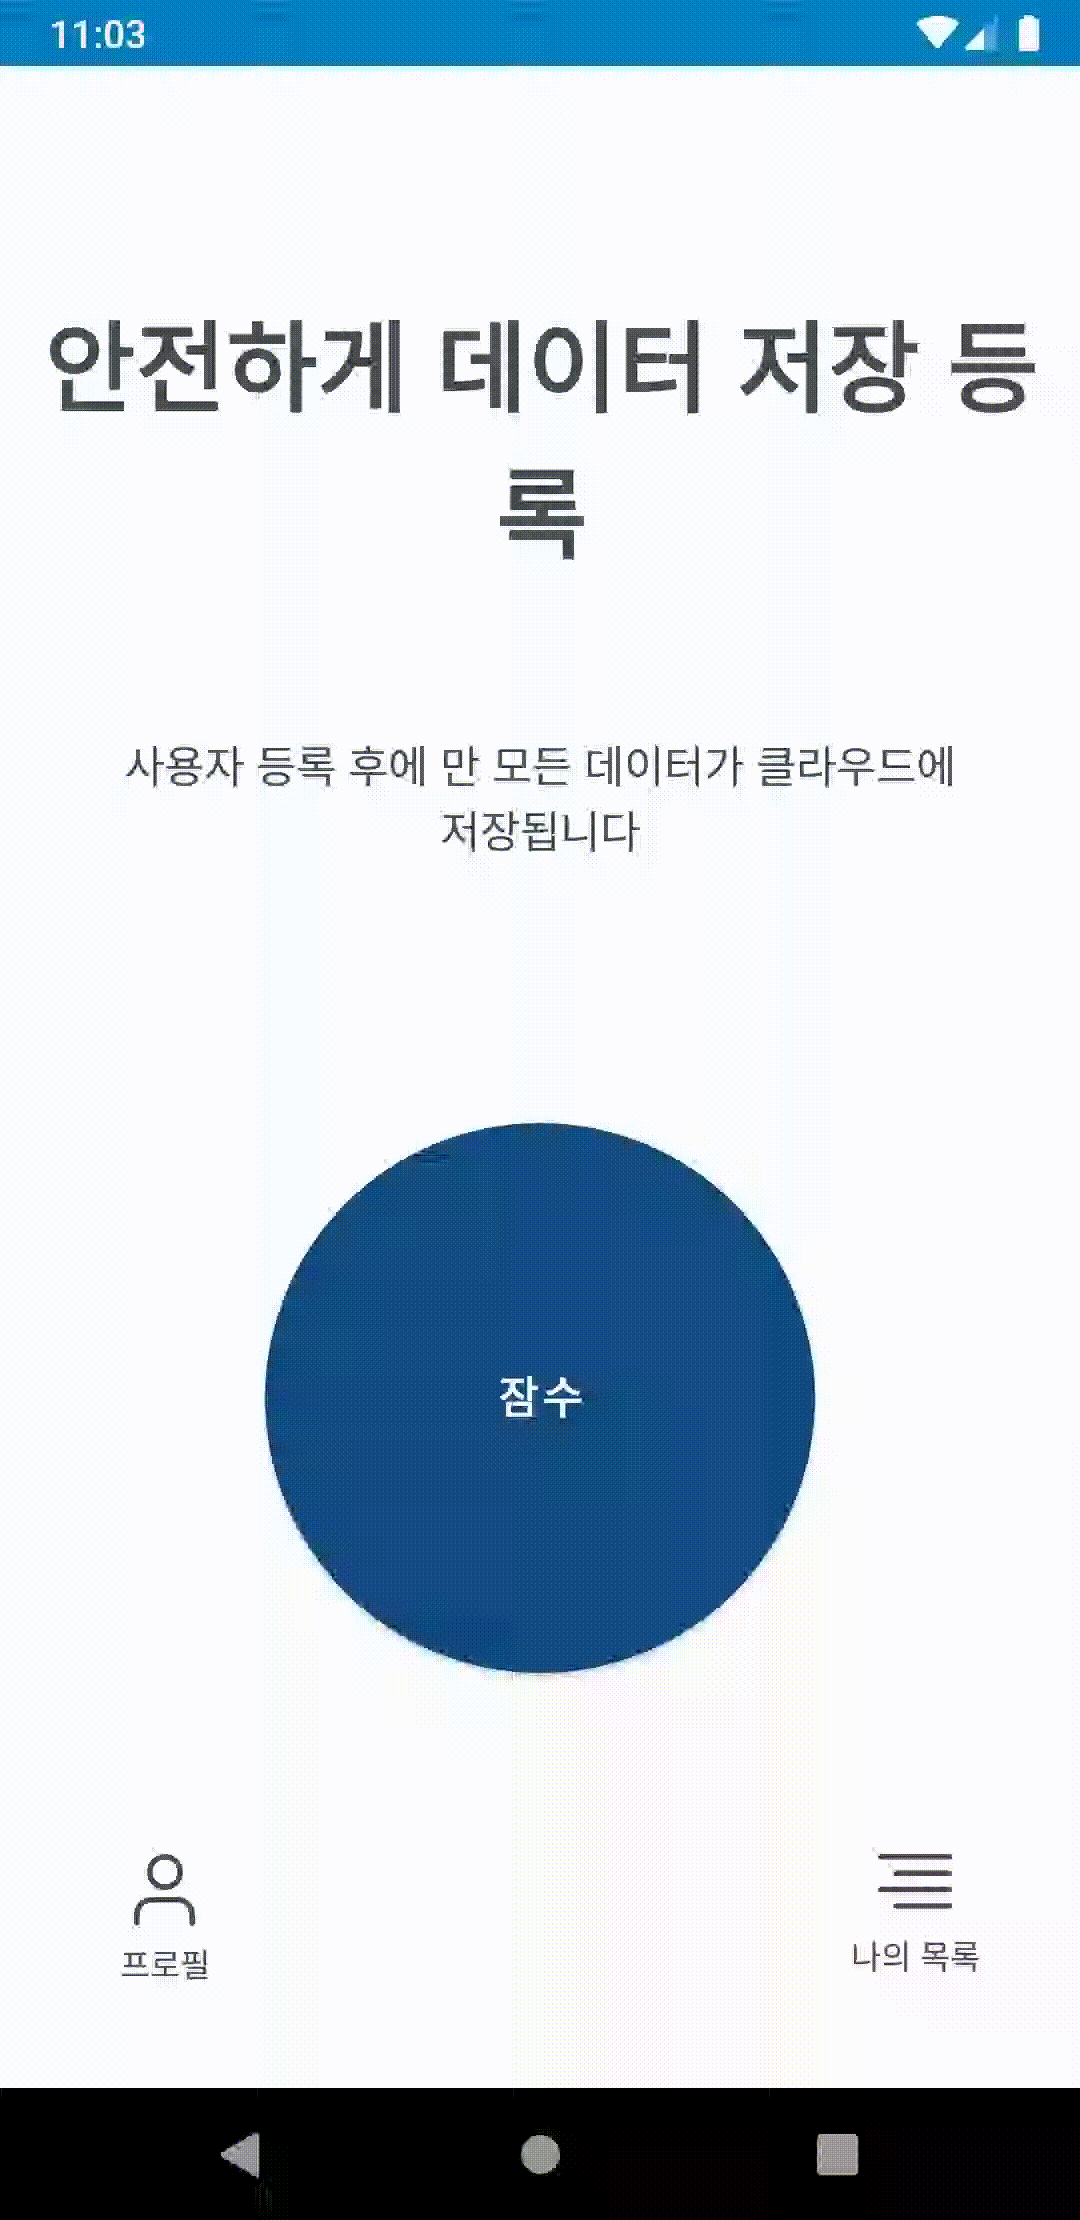 11:03
안전하게 데이터 저장 등
록
사용자 등록 후에 만 모든 데이터가 클라우드에
저장됩니다
잠수
프로필
나의 목록